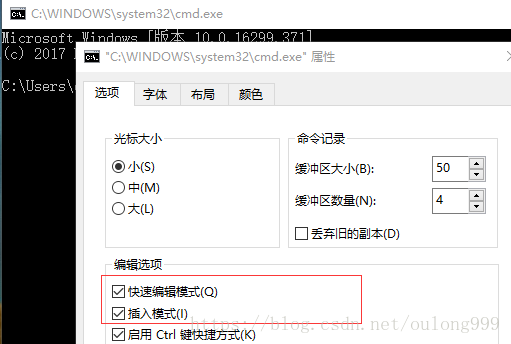 C:\WINDOWS\system32\cmd.exe
Microsoft Windows [版本 10.0.16299.371]
(c) 2017
C:\Users\
"C:\WINDOWS\system32\cmd.exe" 属性
选项 字体 布局 颜色
光标大小
小(S)
中(M)
大(L)
命令记录
缓冲区大小(B): 50
缓冲区数量(N): 4
丢弃旧的副本(D)
编辑选项
快速编辑模式(Q)
插入模式(I)
https://blog.csdn.net/oulong999
启用 Ctrl 键快捷方式(K)